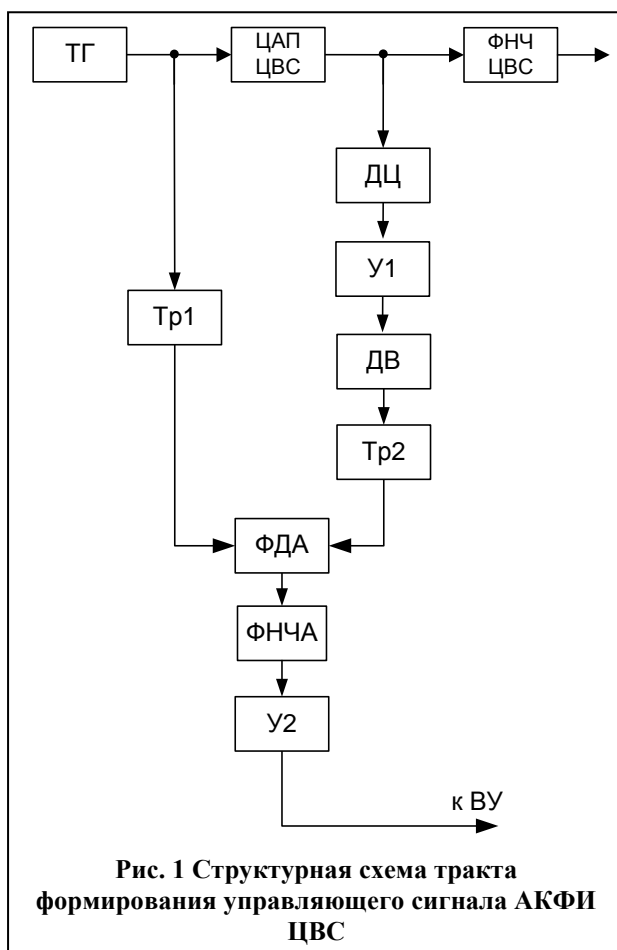 ТГ
ЦАП
ЦВС
ФНЧ
ЦВС
ДЦ
У1
Тр1
ДВ
Тр2
ФДА
ФНЧА
У2
к ВУ
Рис. 1 Структурная схема тракта
формирования управляющего сигнала АКФИ
ЦВС